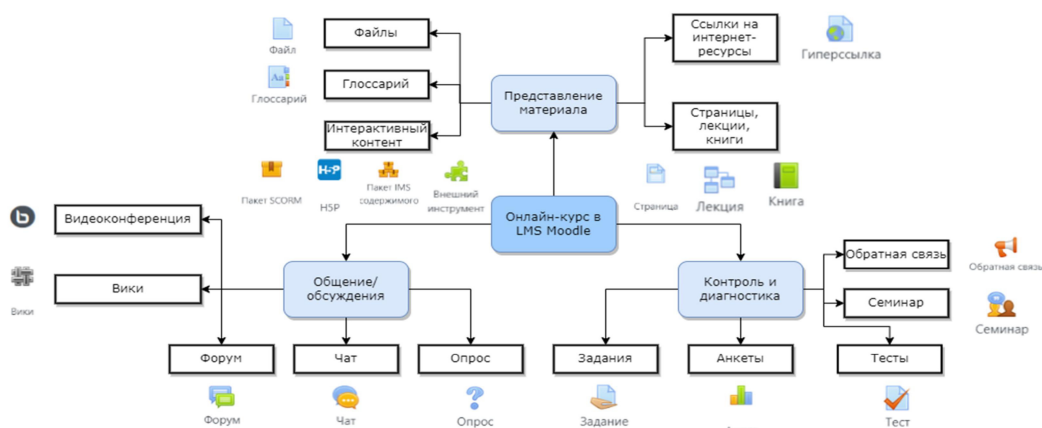 Файлы
Файл
Глоссарий
Глоссарий
Интерактивный
контент
Представление
материала
Ссылки на
интернет-
ресурсы
Гиперссылка
Страницы,
лекции,
книги
Пакет SCORM
H-P
H5P
Пакет IMS
содержимого
Внешний
инструмент
Страница
Лекция
Книга
Онлайн-курс в
LMS Moodle
b
Видеоконференция
Вики
Вики
Общение/
обсуждения
Форум
Чат
Опрос
Форум
Чат
Опрос
Контроль и
диагностика
Обратная связь
Обратная связь
Семинар
Семинар
Задания
Анкеты
Тесты
Задание
Тест